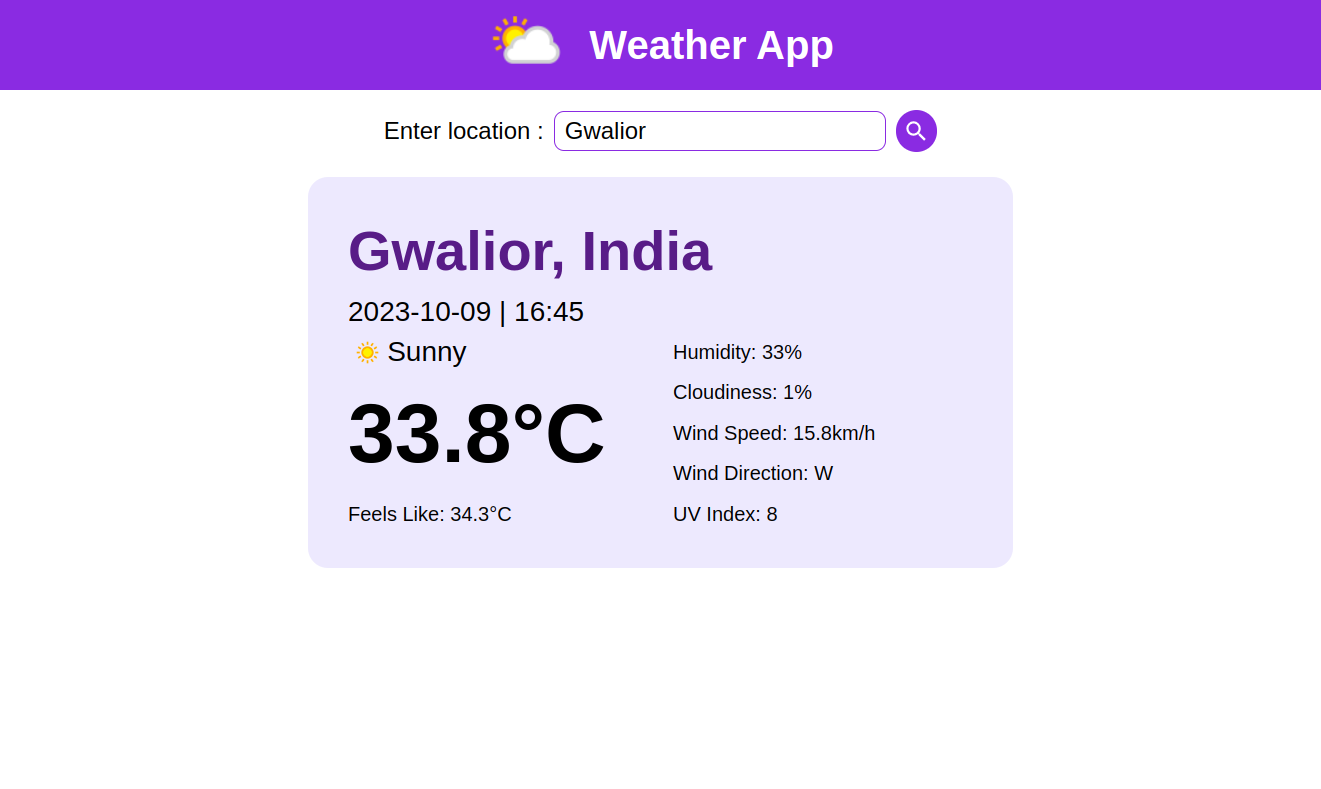 Weather App
Enter location : Gwalior
Gwalior, India
2023-10-09 | 16:45
Sunny
33.8°C
Feels Like: 34.3°C
Humidity: 33%
Cloudiness: 1%
Wind Speed: 15.8km/h
Wind Direction: W
UV Index: 8